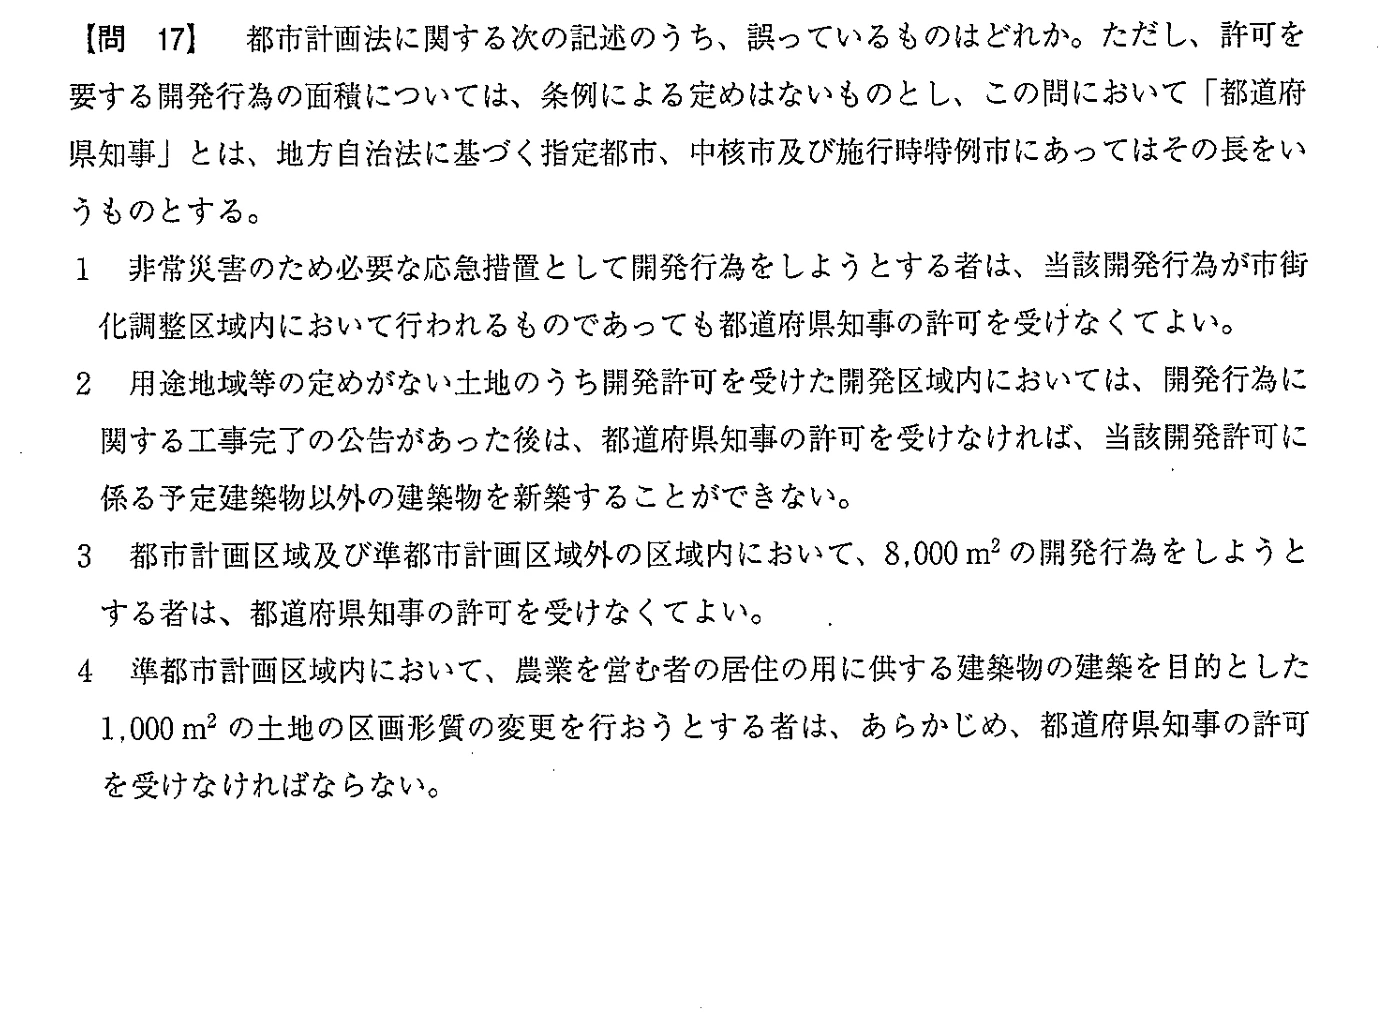 【問　17】　都市計画法に関する次の記述のうち、誤っているものはどれか。ただし、許可を
要する開発行為の面積については、条例による定めはないものとし、この問において「都道府
県知事」とは、地方自治法に基づく指定都市、中核市及び施行時特例市にあってはその長をい
うものとする。
1　非常災害のため必要な応急措置として開発行為をしようとする者は、当該開発行為が市街
化調整区域内において行われるものであっても都道府県知事の許可を受けなくてよい。
2　用途地域等の定めがない土地のうち開発許可を受けた開発区域内においては、開発行為に
関する工事完了の公告があった後は、都道府県知事の許可を受けなければ、当該開発許可に
係る予定建築物以外の建築物を新築することができない。
3　都市計画区域及び準都市計画区域外の区域内において、8,000 m²の開発行為をしようと
する者は、都道府県知事の許可を受けなくてよい。
4　準都市計画区域内において、農業を営む者の居住の用に供する建築物の建築を目的とした
1,000 m²の土地の区画形質の変更を行おうとする者は、あらかじめ、都道府県知事の許可
を受けなければならない。